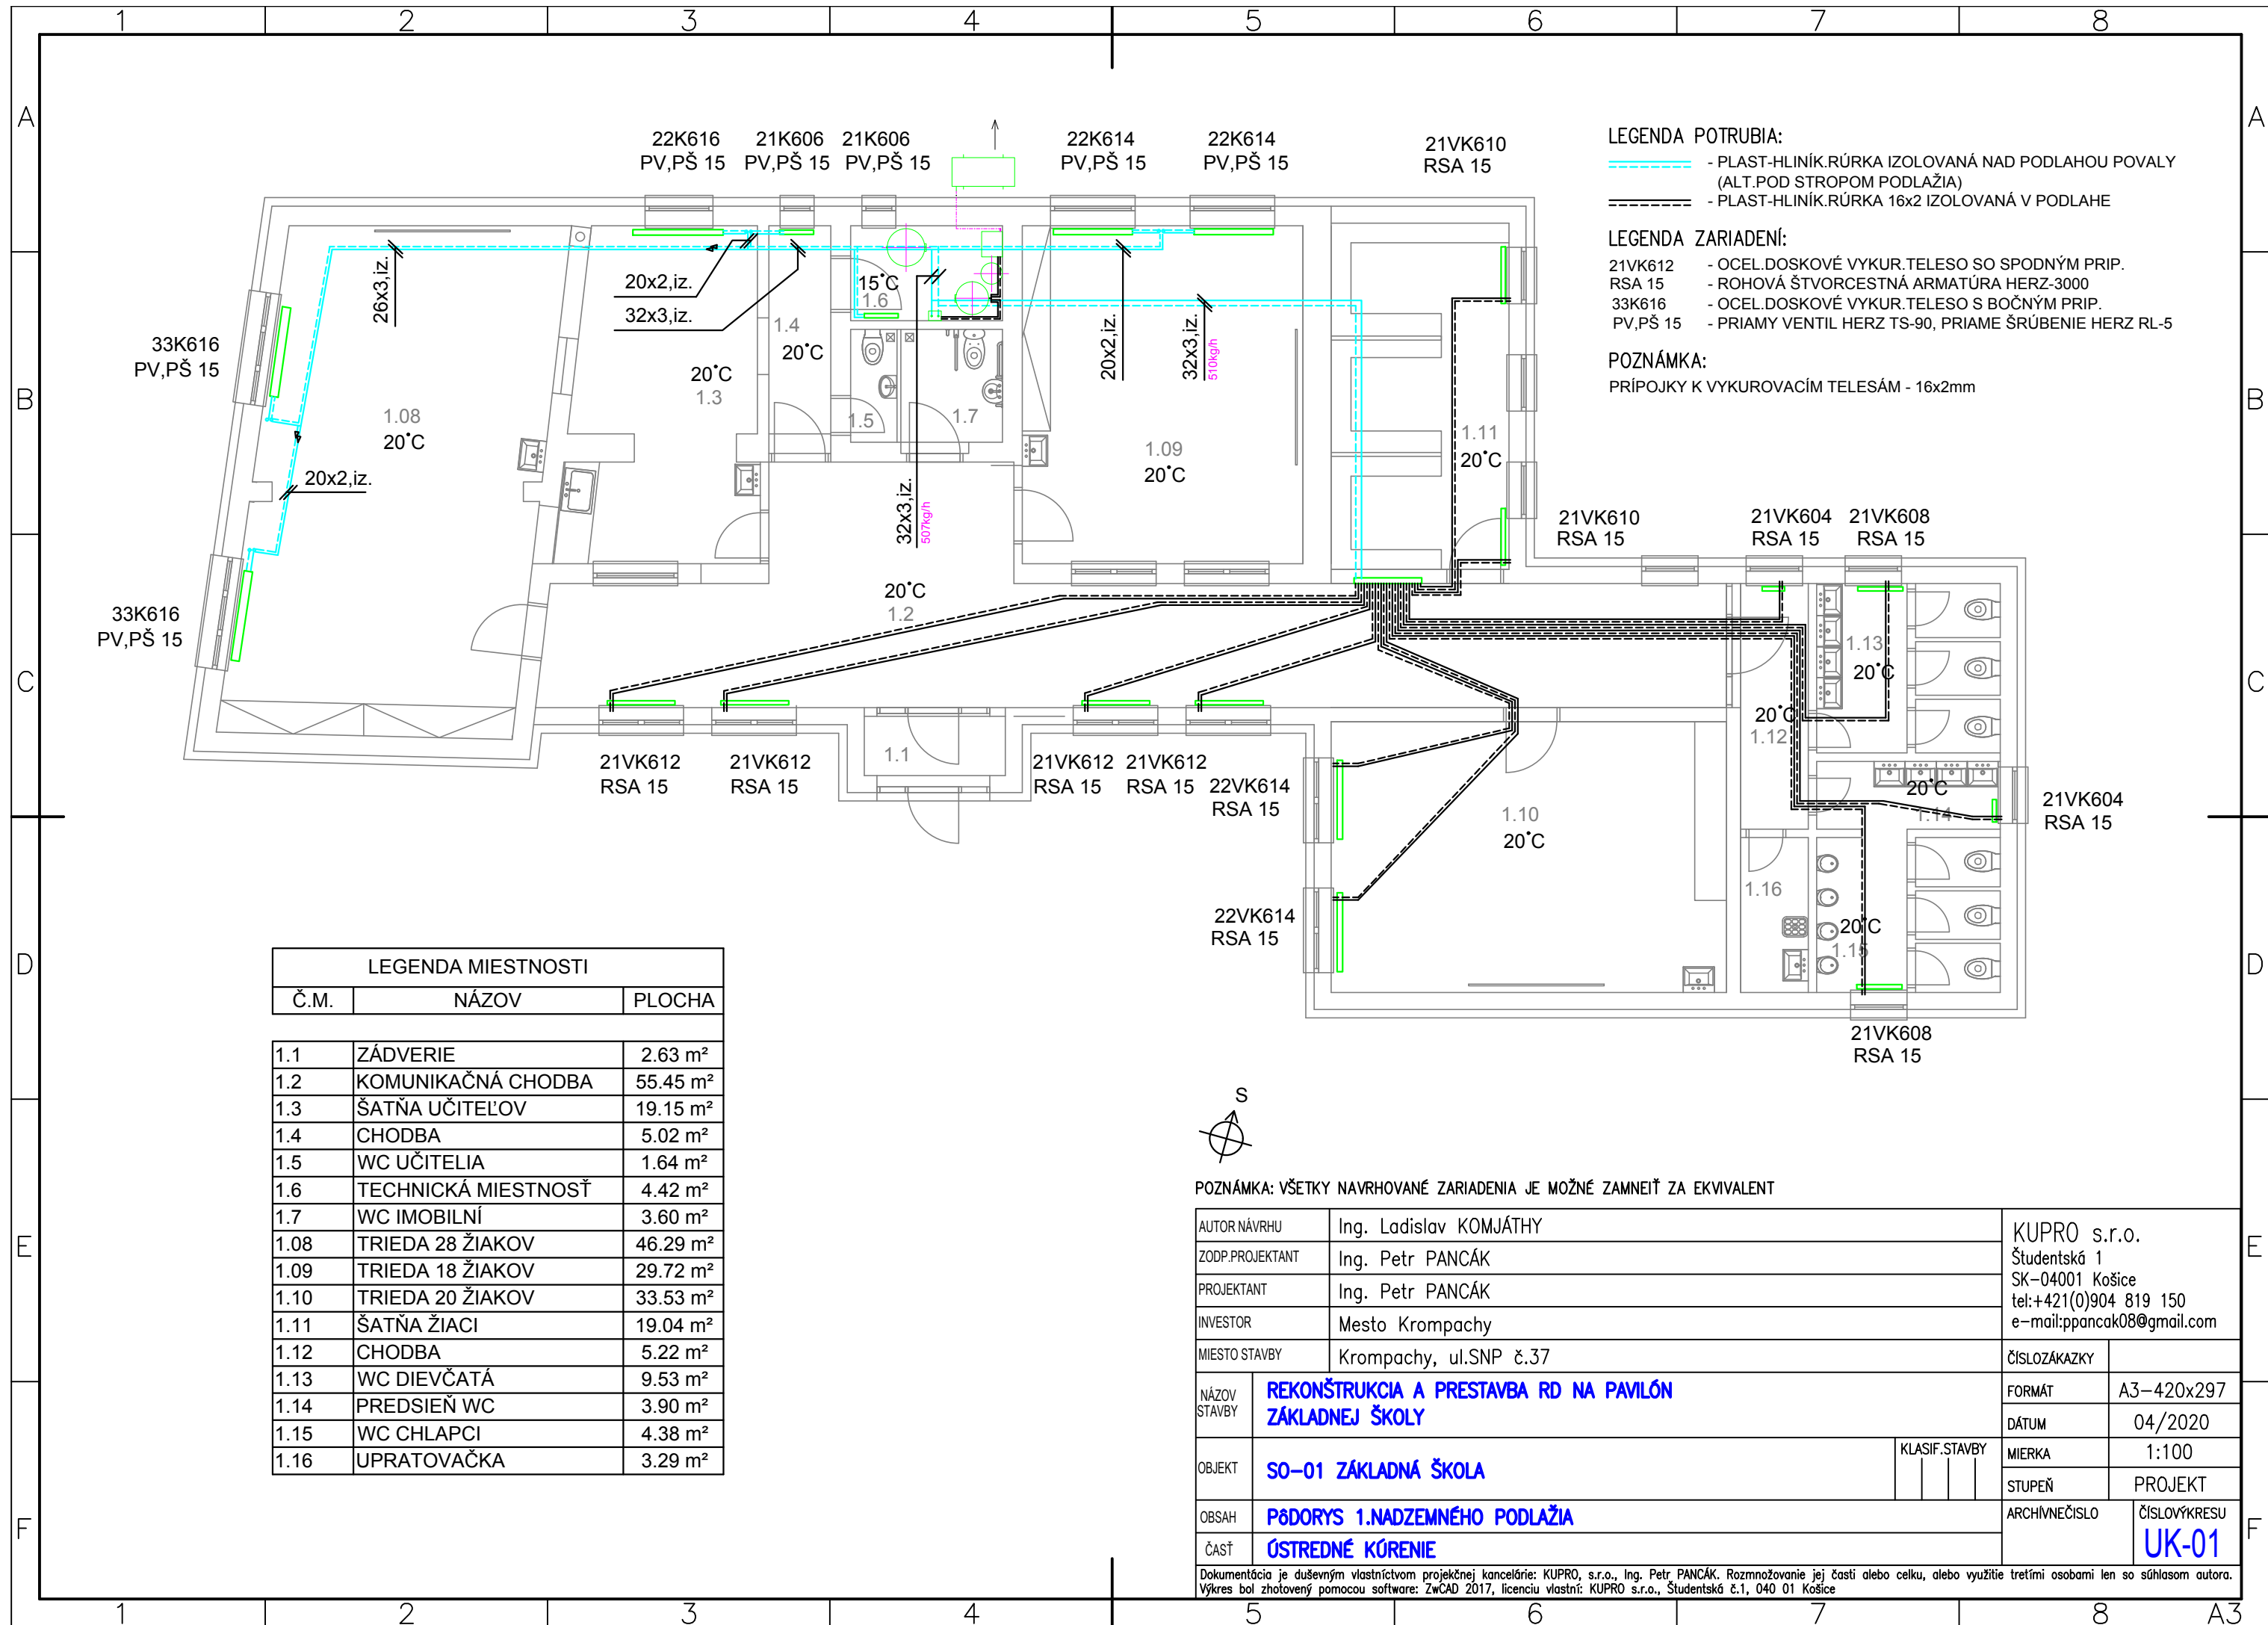 1 2 3 4 5 6 7 8
A
B
C
D
E
F
A
B
C
D
E
F
22K616
PV,PŠ 15
21K606
PV,PŠ 15
21K606
PV,PŠ 15
22K614
PV,PŠ 15
22K614
PV,PŠ 15
21VK610
RSA 15
LEGENDA POTRUBIA:
- PLAST-HLINÍK.RÚRKA IZOLOVANÁ NAD PODLAHOU POVALY
(ALT.POD STROPOM PODLAŽIA)
- PLAST-HLINÍK.RÚRKA 16x2 IZOLOVANÁ V PODLAHE
LEGENDA ZARIADENÍ:
21VK612 - OCEL.DOSKOVÉ VYKUR.TELESO SO SPODNÝM PRIP.
RSA 15 - ROHOVÁ ŠTVORCESTNÁ ARMATÚRA HERZ-3000
33K616 - OCEL.DOSKOVÉ VYKUR.TELESO S BOČNÝM PRIP.
PV,PŠ 15 - PRIAMY VENTIL HERZ TS-90, PRIAME ŠRÚBENIE HERZ RL-5
POZNÁMKA:
PRÍPOJKY K VYKUROVACÍM TELESÁM - 16x2mm
26x3,iz.
20x2,iz.
32x3,iz.
15°C
1.6
1.4
20°C
20x2,iz.
32x3,iz.
510kg/h
33K616
PV,PŠ 15
20°C
1.3
1.08
20°C
1.5
1.7
1.09
20°C
1.11
20°C
20x2,iz.
32x3,iz.
507kg/h
21VK610
RSA 15
21VK604
RSA 15
21VK608
RSA 15
33K616
PV,PŠ 15
20°C
1.2
1.13
20°C
20°C
1.12
1.1
21VK612
RSA 15
21VK612
RSA 15
21VK612
RSA 15
21VK612
RSA 15
22VK614
RSA 15
1.10
20°C
20°C
1.14
21VK604
RSA 15
1.16
22VK614
RSA 15
20°C
1.15
21VK608
RSA 15
LEGENDA MIESTNOSTI
Č.M. NÁZOV PLOCHA
1.1 ZÁDVERIE 2.63 m²
1.2 KOMUNIKAČNÁ CHODBA 55.45 m²
1.3 ŠATŇA UČITEĽOV 19.15 m²
1.4 CHODBA 5.02 m²
1.5 WC UČITELIA 1.64 m²
1.6 TECHNICKÁ MIESTNOSŤ 4.42 m²
1.7 WC IMOBILNÍ 3.60 m²
1.08 TRIEDA 28 ŽIAKOV 46.29 m²
1.09 TRIEDA 18 ŽIAKOV 29.72 m²
1.10 TRIEDA 20 ŽIAKOV 33.53 m²
1.11 ŠATŇA ŽIACI 19.04 m²
1.12 CHODBA 5.22 m²
1.13 WC DIEVČATÁ 9.53 m²
1.14 PREDSIEŇ WC 3.90 m²
1.15 WC CHLAPCI 4.38 m²
1.16 UPRATOVAČKA 3.29 m²
S
POZNÁMKA: VŠETKY NAVRHOVANÉ ZARIADENIA JE MOŽNÉ ZAMNEIŤ ZA EKVIVALENT
AUTOR NÁVRHU Ing. Ladislav KOMJÁTHY
ZODP.PROJEKTANT Ing. Petr PANCÁK
PROJEKTANT Ing. Petr PANCÁK
INVESTOR Mesto Krompachy
MIESTO STAVBY Krompachy, ul.SNP č.37
KUPRO s.r.o.
Študentská 1
SK-04001 Košice
tel:+421(0)904 819 150
e-mail:ppancak08@gmail.com
ČÍSLOZÁKAZKY
NÁZOV
STAVBY
REKONŠTRUKCIA A PRESTAVBA RD NA PAVILÓN
ZÁKLADNEJ ŠKOLY
FORMÁT A3-420x297
DÁTUM 04/2020
OBJEKT SO-01 ZÁKLADNÁ ŠKOLA
KLASIF.STAVBY
MIERKA 1:100
STUPEŇ PROJEKT
OBSAH PôDORYS 1.NADZEMNÉHO PODLAŽIA
ČASŤ ÚSTREDNÉ KÚRENIE
ARCHÍVNEČISLO
ČÍSLOVÝKRESU
UK-01
Dokumentácia je duševným vlastníctvom projekčnej kancelárie: KUPRO, s.r.o., Ing. Petr PANCÁK. Rozmnožovanie jej časti alebo celku, alebo využitie tretími osobami len so súhlasom autora.
Výkres bol zhotovený pomocou software: ZwCAD 2017, licenciu vlastní: KUPRO s.r.o., Študentská č.1, 040 01 Košice
1 2 3 4 5 6 7 8 A3